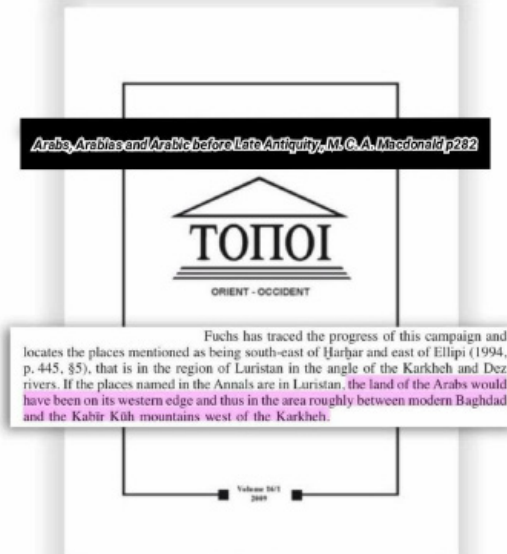 Arabs, Arabias and Arabic before Late Antiquity, M. C. A. Macdonald p282
ΤΟΠΟΙ
ORIENT - OCCIDENT
Fuchs has traced the progress of this campaign and
locates the places mentioned as being south-east of Ḫarḫar and east of Ellipi (1994,
p. 445, §5), that is in the region of Luristan in the angle of the Karkheh and Dez
rivers. If the places named in the Annals are in Luristan, the land of the Arabs would
have been on its western edge and thus in the area roughly between modern Baghdad
and the Kabīr Kūh mountains west of the Karkheh.
Volume 16/1
2009